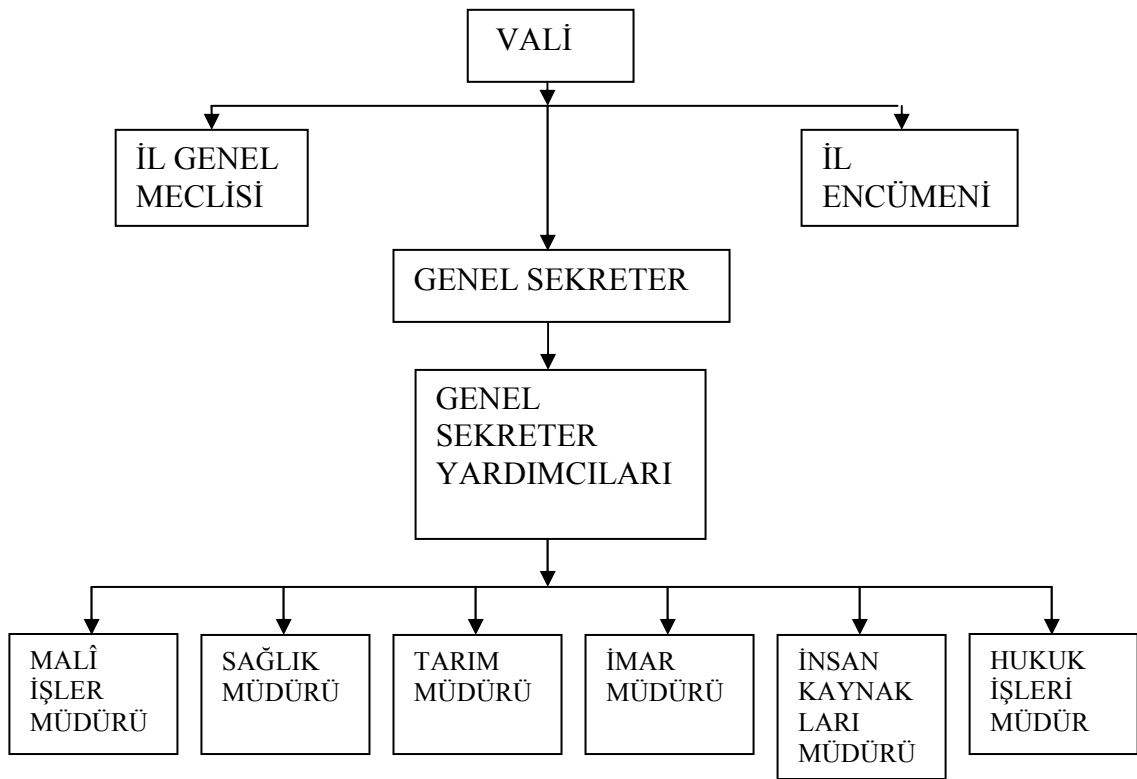 VALİ
İL GENEL
MECLİSİ
İL
ENCÜMENİ
GENEL SEKRETER
GENEL
SEKRETER
YARDIMCILARI
MALÎ
İŞLER
MÜDÜRÜ
SAĞLIK
MÜDÜRÜ
TARIM
MÜDÜRÜ
İMAR
MÜDÜRÜ
İNSAN
KAYNAK
LARI
MÜDÜRÜ
HUKUK
İŞLERİ
MÜDÜR